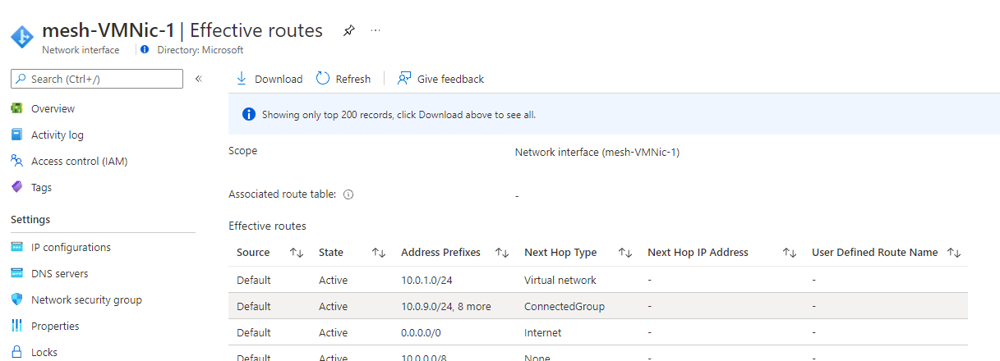 mesh-VMNic-1 | Effective routes
Network interface
Directory: Microsoft
Search (Ctrl+/)
Overview
Activity log
Access control (IAM)
Tags
Settings
IP configurations
DNS servers
Network security group
Properties
Locks
Download Refresh Give feedback
Showing only top 200 records, click Download above to see all.
Scope Network interface (mesh-VMNic-1)
Associated route table: -
Effective routes
Source State Address Prefixes Next Hop Type Next Hop IP Address User Defined Route Name
Default Active 10.0.1.0/24 Virtual network - -
Default Active 10.0.9.0/24, 8 more ConnectedGroup - -
Default Active 0.0.0.0/0 Internet - -
Default Active 10.0.0.0/8 None - -